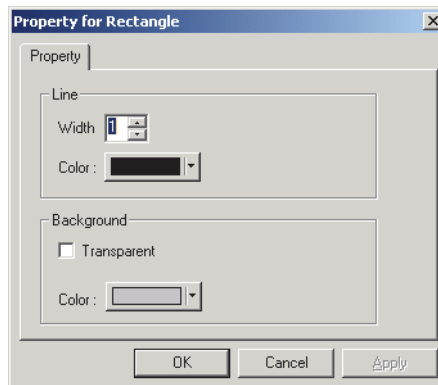 Property for Rectangle
Property
Line
Width 1
Color :
Background
Transparent
Color :
OK Cancel Apply